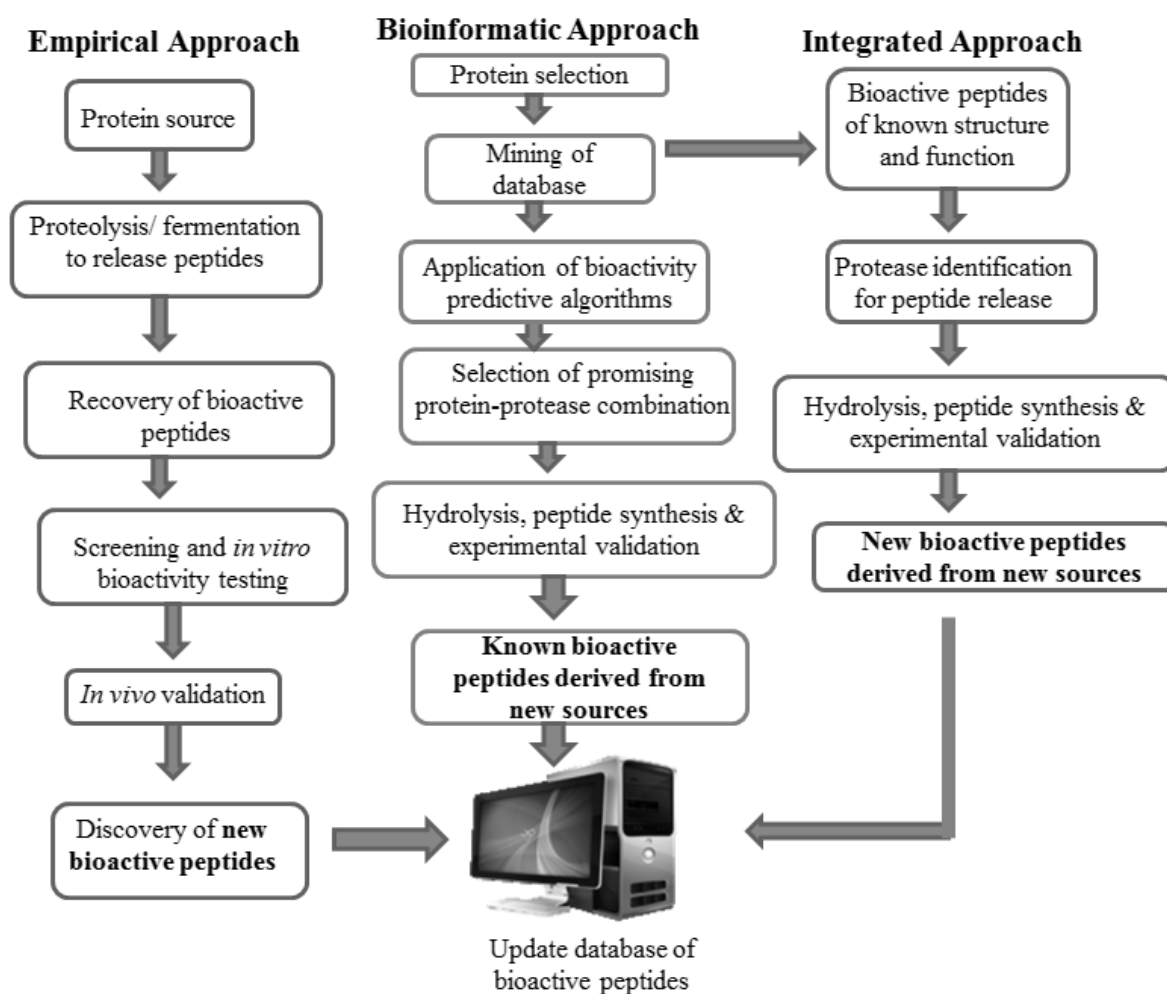 Empirical Approach
Protein source
Proteolysis/ fermentation
to release peptides
Recovery of bioactive
peptides
Screening and in vitro
bioactivity testing
In vivo validation
Discovery of new
bioactive peptides
Bioinformatic Approach
Protein selection
Mining of
database
Application of bioactivity
predictive algorithms
Selection of promising
protein-protease combination
Hydrolysis, peptide synthesis &
experimental validation
Known bioactive
peptides derived from
new sources
Update database of
bioactive peptides
Integrated Approach
Bioactive peptides
of known structure
and function
Protease identification
for peptide release
Hydrolysis, peptide synthesis &
experimental validation
New bioactive peptides
derived from new sources